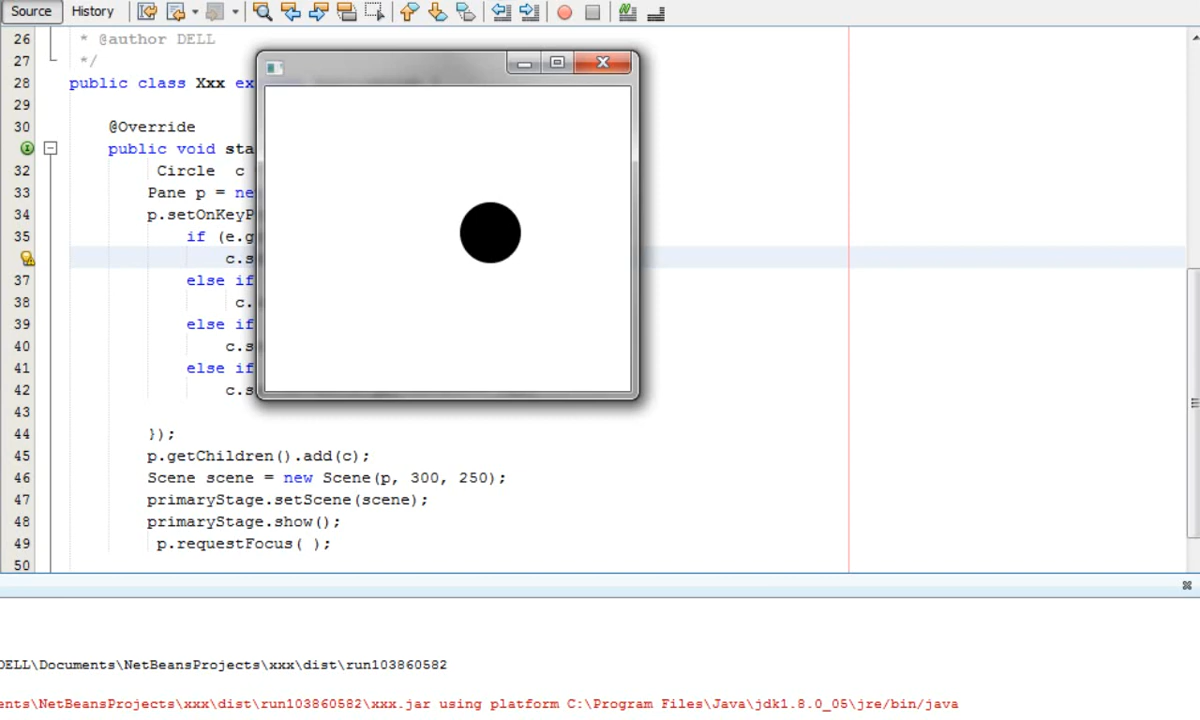 Source History
26 * @author DELL
27 */
28 public class Xxx ex
29
30 @Override
public void sta
32 Circle c
33 Pane p = ne
34 p.setOnKeyP
35 if (e.g
c.s
37 else if
38 c.
39 else if
40 c.s
41 else if
42 c.s
43
44 });
45 p.getChildren().add(c);
46 Scene scene = new Scene(p, 300, 250);
47 primaryStage.setScene(scene);
48 primaryStage.show();
49 p.requestFocus( );
50
DELL\Documents\NetBeansProjects\xxx\dist\run103860582
ents\NetBeansProjects\xxx\dist\run103860582\xxx.jar using platform C:\Program Files\Java\jdk1.8.0_05\jre/bin/java